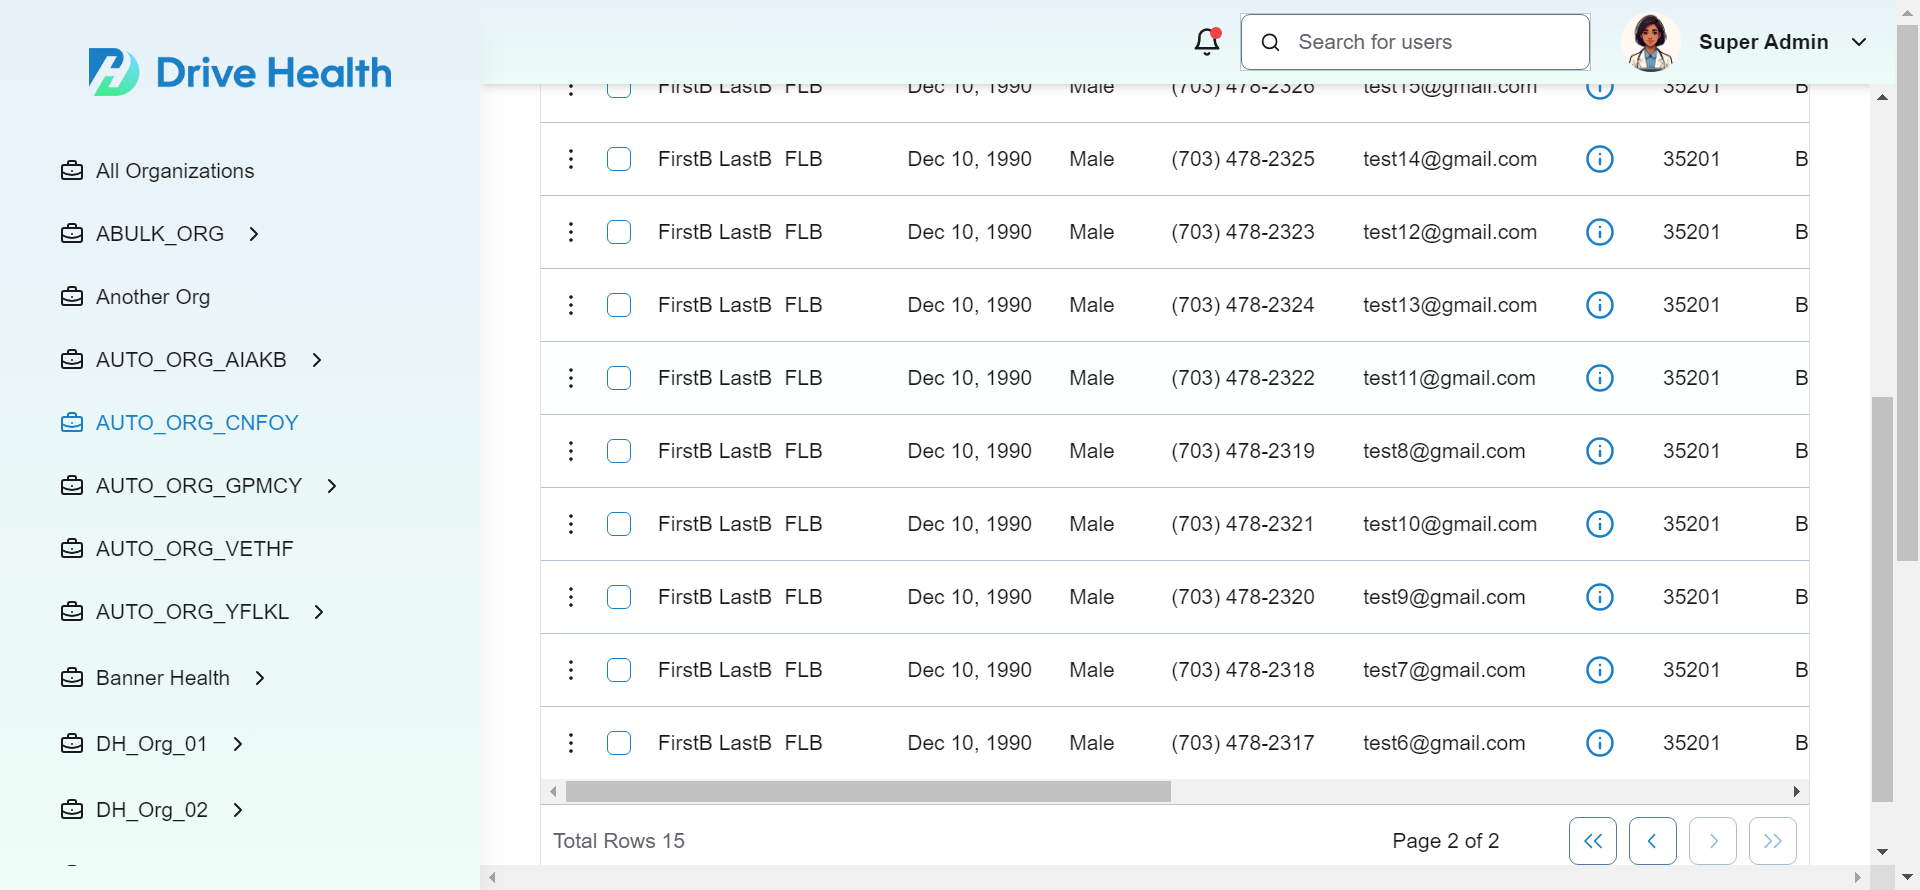 Drive Health
Search for users
Super Admin
All Organizations
ABULK_ORG
Another Org
AUTO_ORG_AIAKB
AUTO_ORG_CNFOY
AUTO_ORG_GPMCY
AUTO_ORG_VETHF
AUTO_ORG_YFLKL
Banner Health
DH_Org_01
DH_Org_02
FirstB LastB FLB Dec 10, 1990 Male (703) 478-2326 test15@gmail.com 35201 B
FirstB LastB FLB Dec 10, 1990 Male (703) 478-2325 test14@gmail.com 35201 B
FirstB LastB FLB Dec 10, 1990 Male (703) 478-2323 test12@gmail.com 35201 B
FirstB LastB FLB Dec 10, 1990 Male (703) 478-2324 test13@gmail.com 35201 B
FirstB LastB FLB Dec 10, 1990 Male (703) 478-2322 test11@gmail.com 35201 B
FirstB LastB FLB Dec 10, 1990 Male (703) 478-2319 test8@gmail.com 35201 B
FirstB LastB FLB Dec 10, 1990 Male (703) 478-2321 test10@gmail.com 35201 B
FirstB LastB FLB Dec 10, 1990 Male (703) 478-2320 test9@gmail.com 35201 B
FirstB LastB FLB Dec 10, 1990 Male (703) 478-2318 test7@gmail.com 35201 B
FirstB LastB FLB Dec 10, 1990 Male (703) 478-2317 test6@gmail.com 35201 B
Total Rows 15
Page 2 of 2